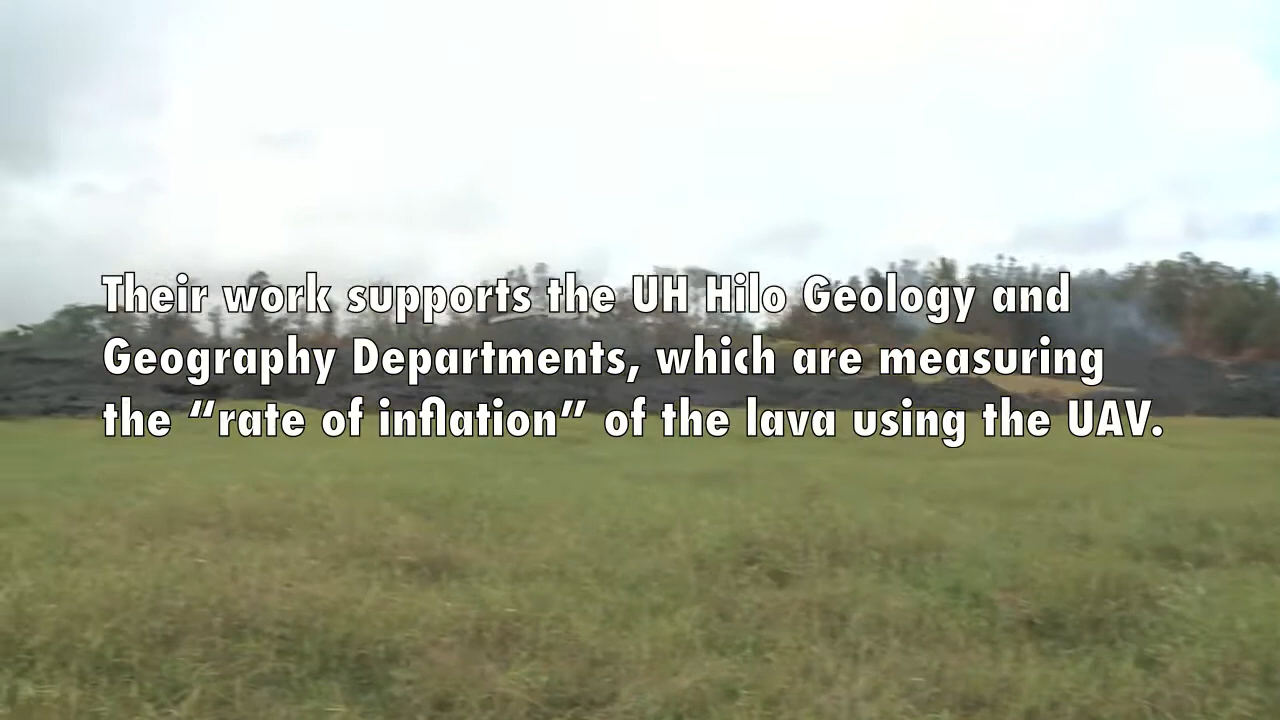 Their work supports the UH Hilo Geology and
Geography Departments, which are measuring
the “rate of inflation” of the lava using the UAV.